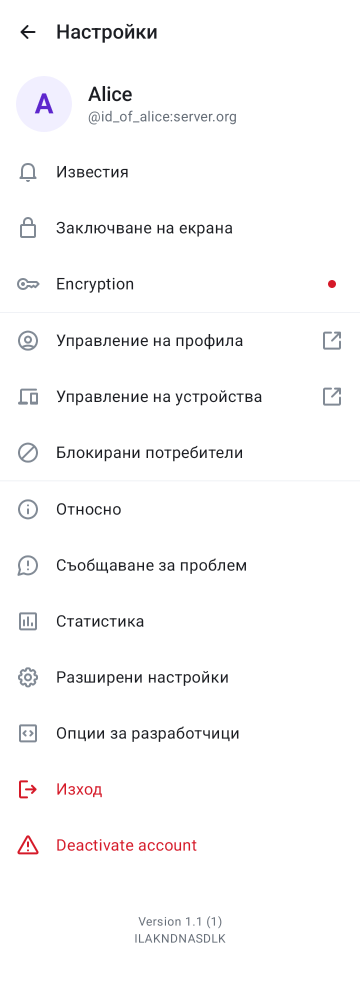 Настройки
A
Alice
@id_of_alice:server.org
Известия
Заключване на екрана
Encryption
Управление на профила
Управление на устройства
Блокирани потребители
Относно
Съобщаване за проблем
Статистика
Разширени настройки
Опции за разработчици
Изход
Deactivate account
Version 1.1 (1)
ILAKNDNASDLK